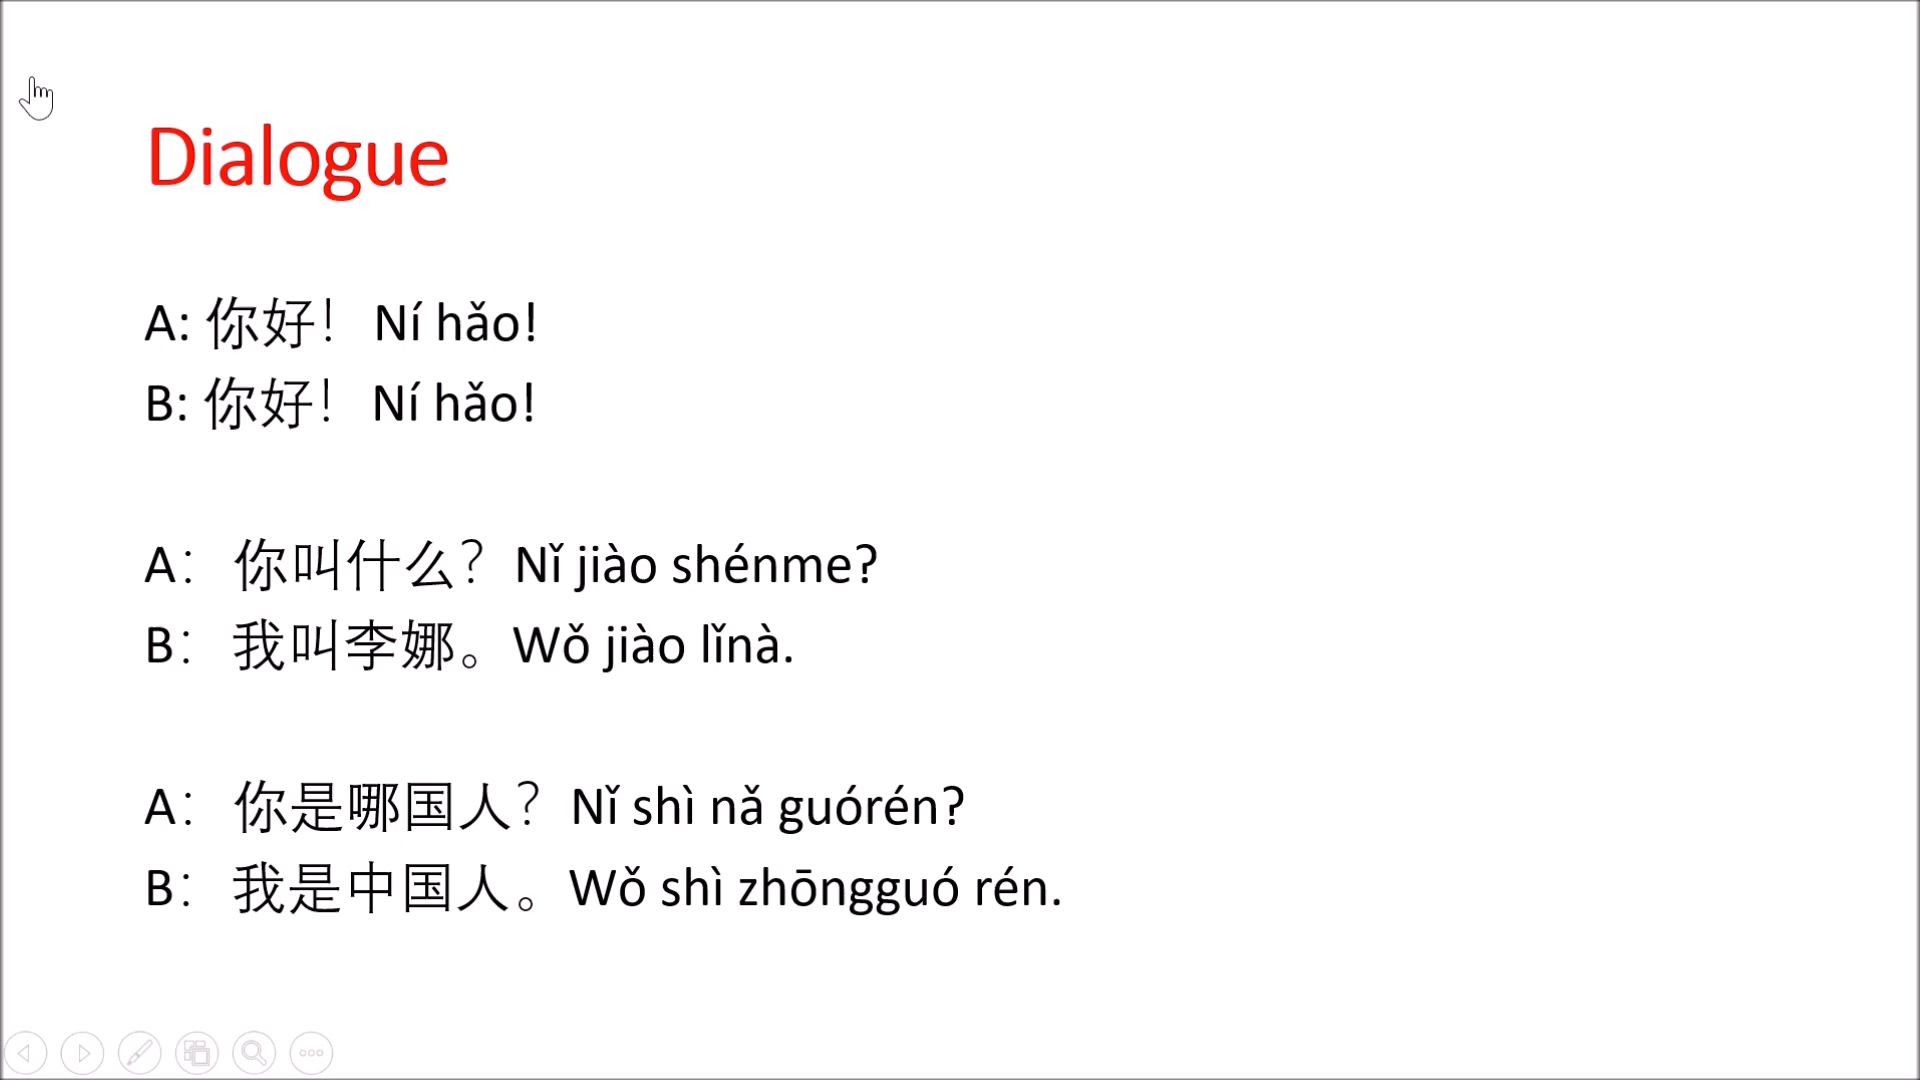 Dialogue
A: 你好！ Ní hǎo!
B: 你好！ Ní hǎo!
A： 你叫什么？Nǐ jiào shénme?
B： 我叫李娜。Wǒ jiào lǐnà.
A： 你是哪国人？Nǐ shì nǎ guórén?
B： 我是中国人。Wǒ shì zhōngguó rén.